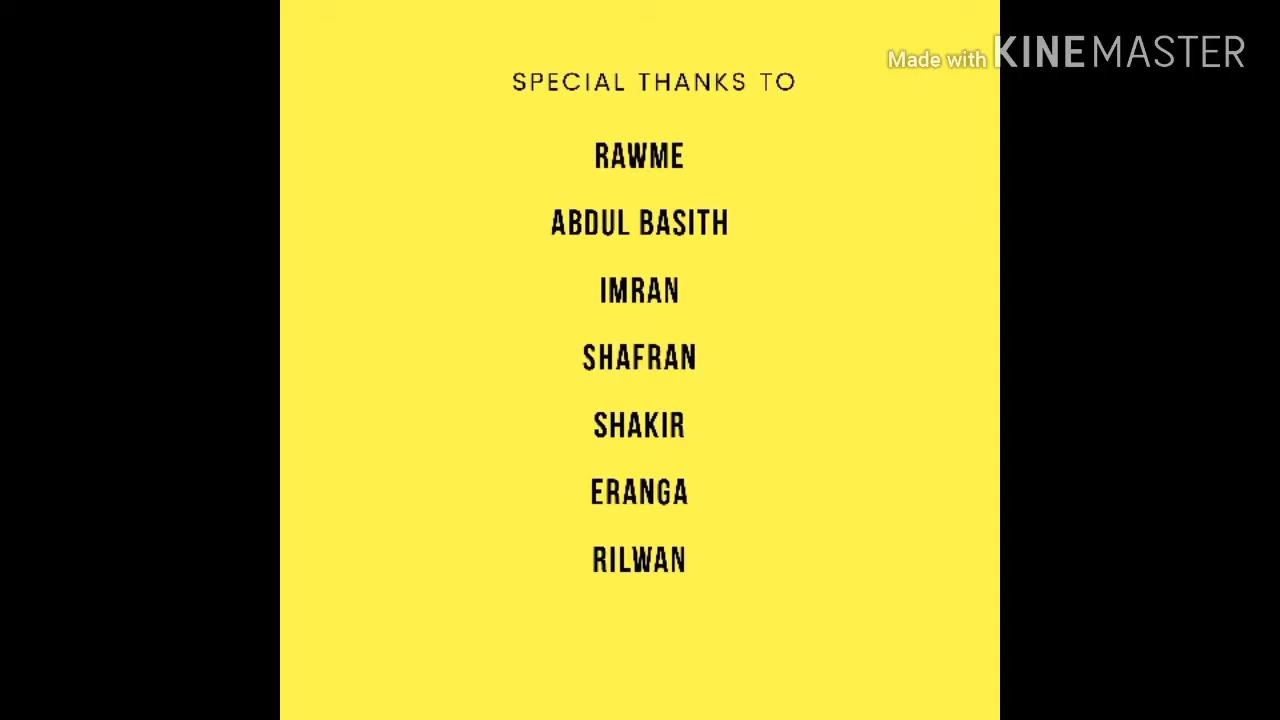 Made with KINEMASTER
SPECIAL THANKS TO
RAWME
ABDUL BASITH
IMRAN
SHAFRAN
SHAKIR
ERANGA
RILWAN